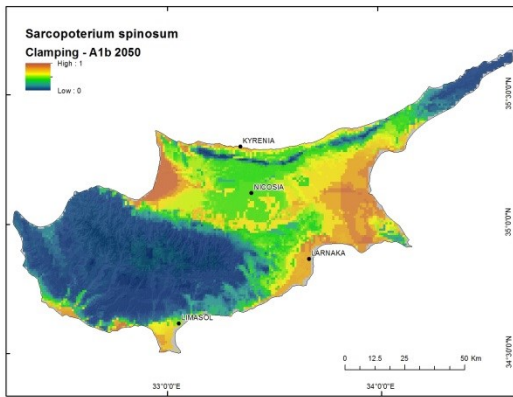 Sarcopoterium spinosum
Clamping - A1b 2050
High : 1
Low : 0
35°30'0"N
KYRENIA
NICOSIA
35°0'0"N
LARNAKA
LIMASOL
34°30'0"N
0 12.5 25 50 Km
33°0'0"E 34°0'0"E